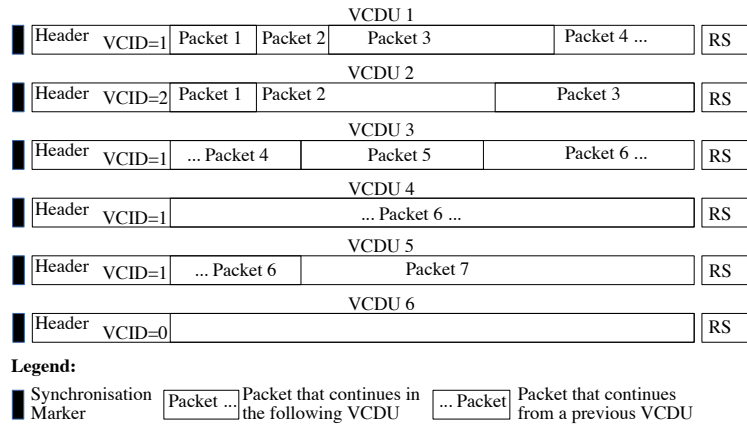 VCDU 1
Header VCID=1 Packet 1 Packet 2 Packet 3 Packet 4 ... RS
VCDU 2
Header VCID=2 Packet 1 Packet 2 Packet 3 RS
VCDU 3
Header VCID=1 ... Packet 4 Packet 5 Packet 6 ... RS
VCDU 4
Header VCID=1 ... Packet 6 ... RS
VCDU 5
Header VCID=1 ... Packet 6 Packet 7 RS
VCDU 6
Header VCID=0 RS
Legend:
Synchronisation
Marker
Packet ...
Packet that continues in
the following VCDU
... Packet
Packet that continues
from a previous VCDU